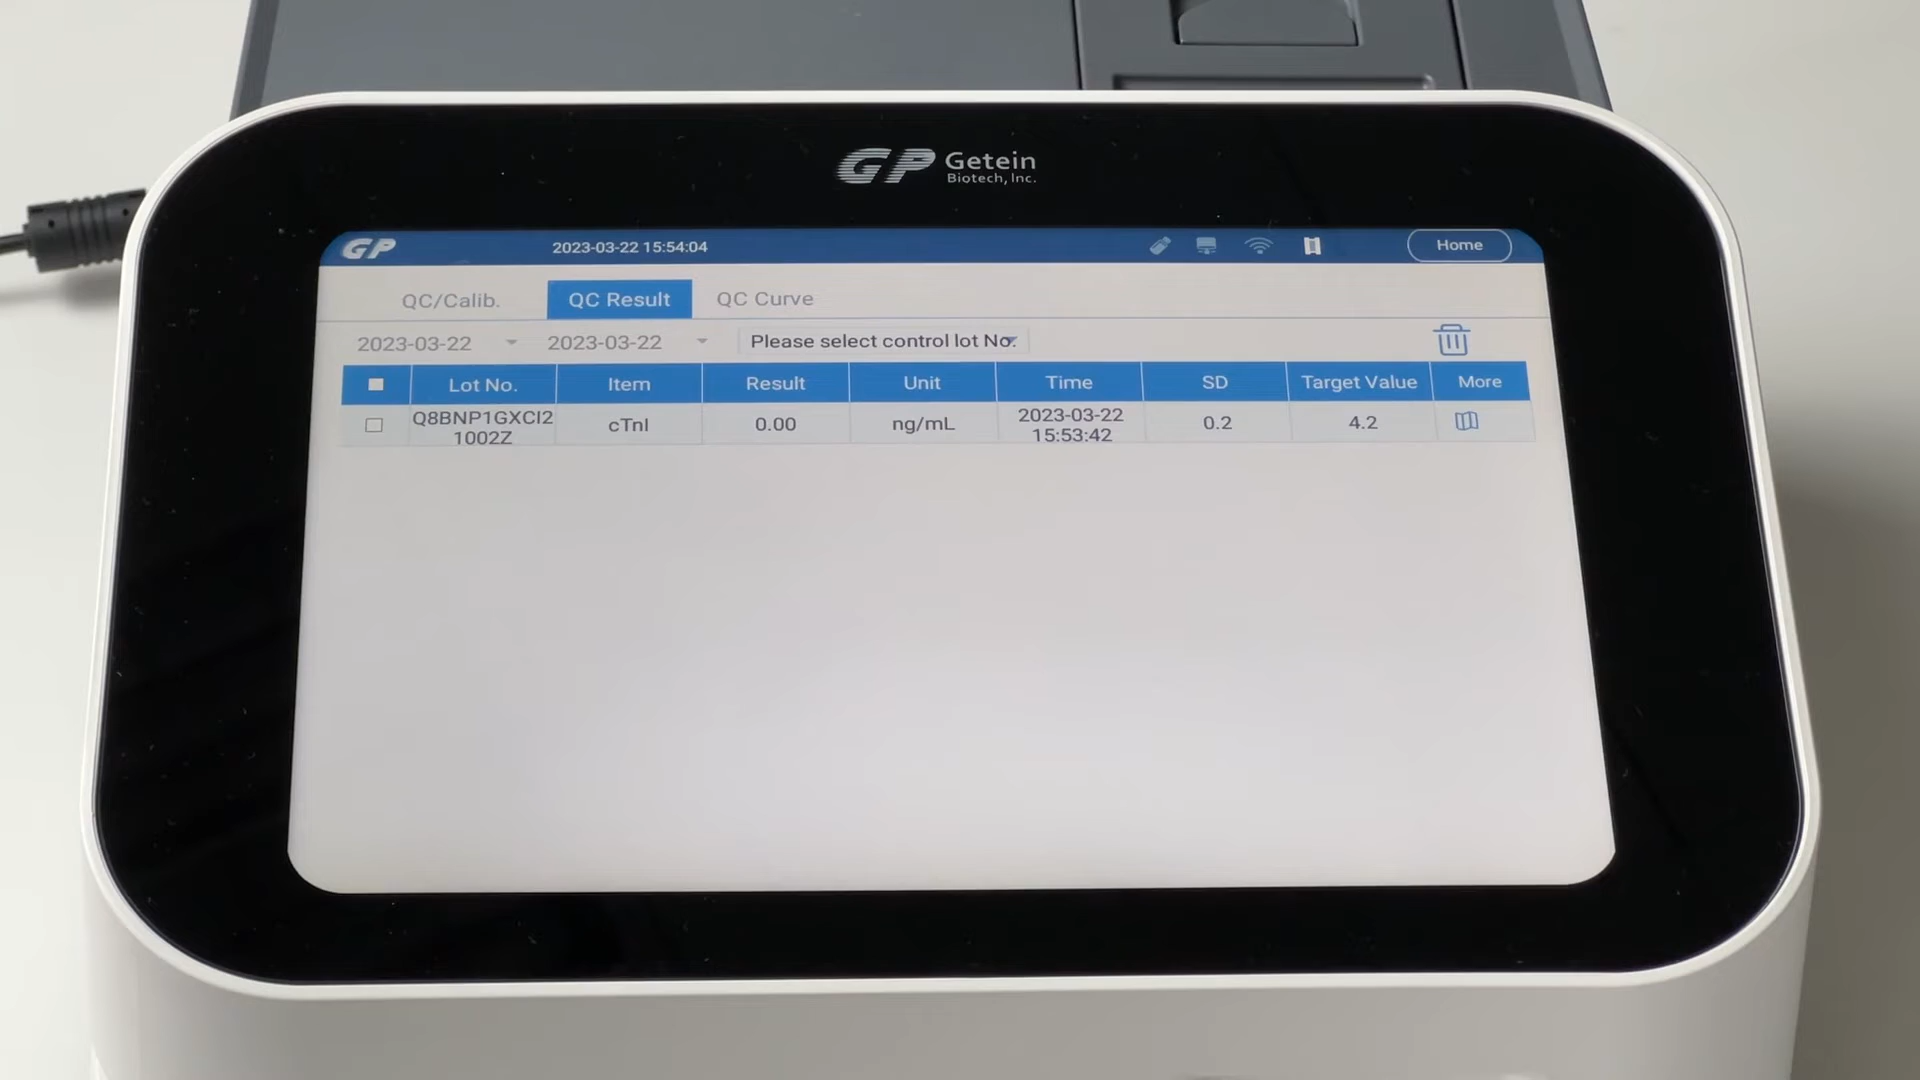 GP Getein
Biotech, Inc.
GP 2023-03-22 15:54:04 Home
QC/Calib. QC Result QC Curve
2023-03-22 2023-03-22 Please select control lot No.
Lot No. Item Result Unit Time SD Target Value More
Q8BNP1GXCI2 cTnI 0.00 ng/mL 2023-03-22 0.2 4.2
1002Z 15:53:42